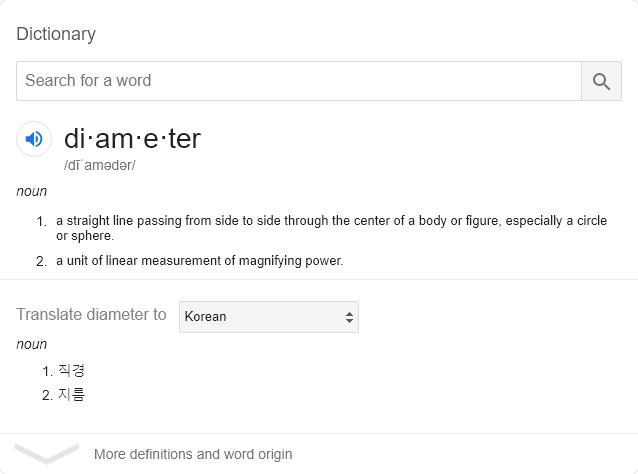 Dictionary
Search for a word
di·am·e·ter
/dīˈamədər/
noun
1. a straight line passing from side to side through the center of a body or figure, especially a circle
or sphere.
2. a unit of linear measurement of magnifying power.
Translate diameter to Korean
noun
1. 직경
2. 지름
More definitions and word origin